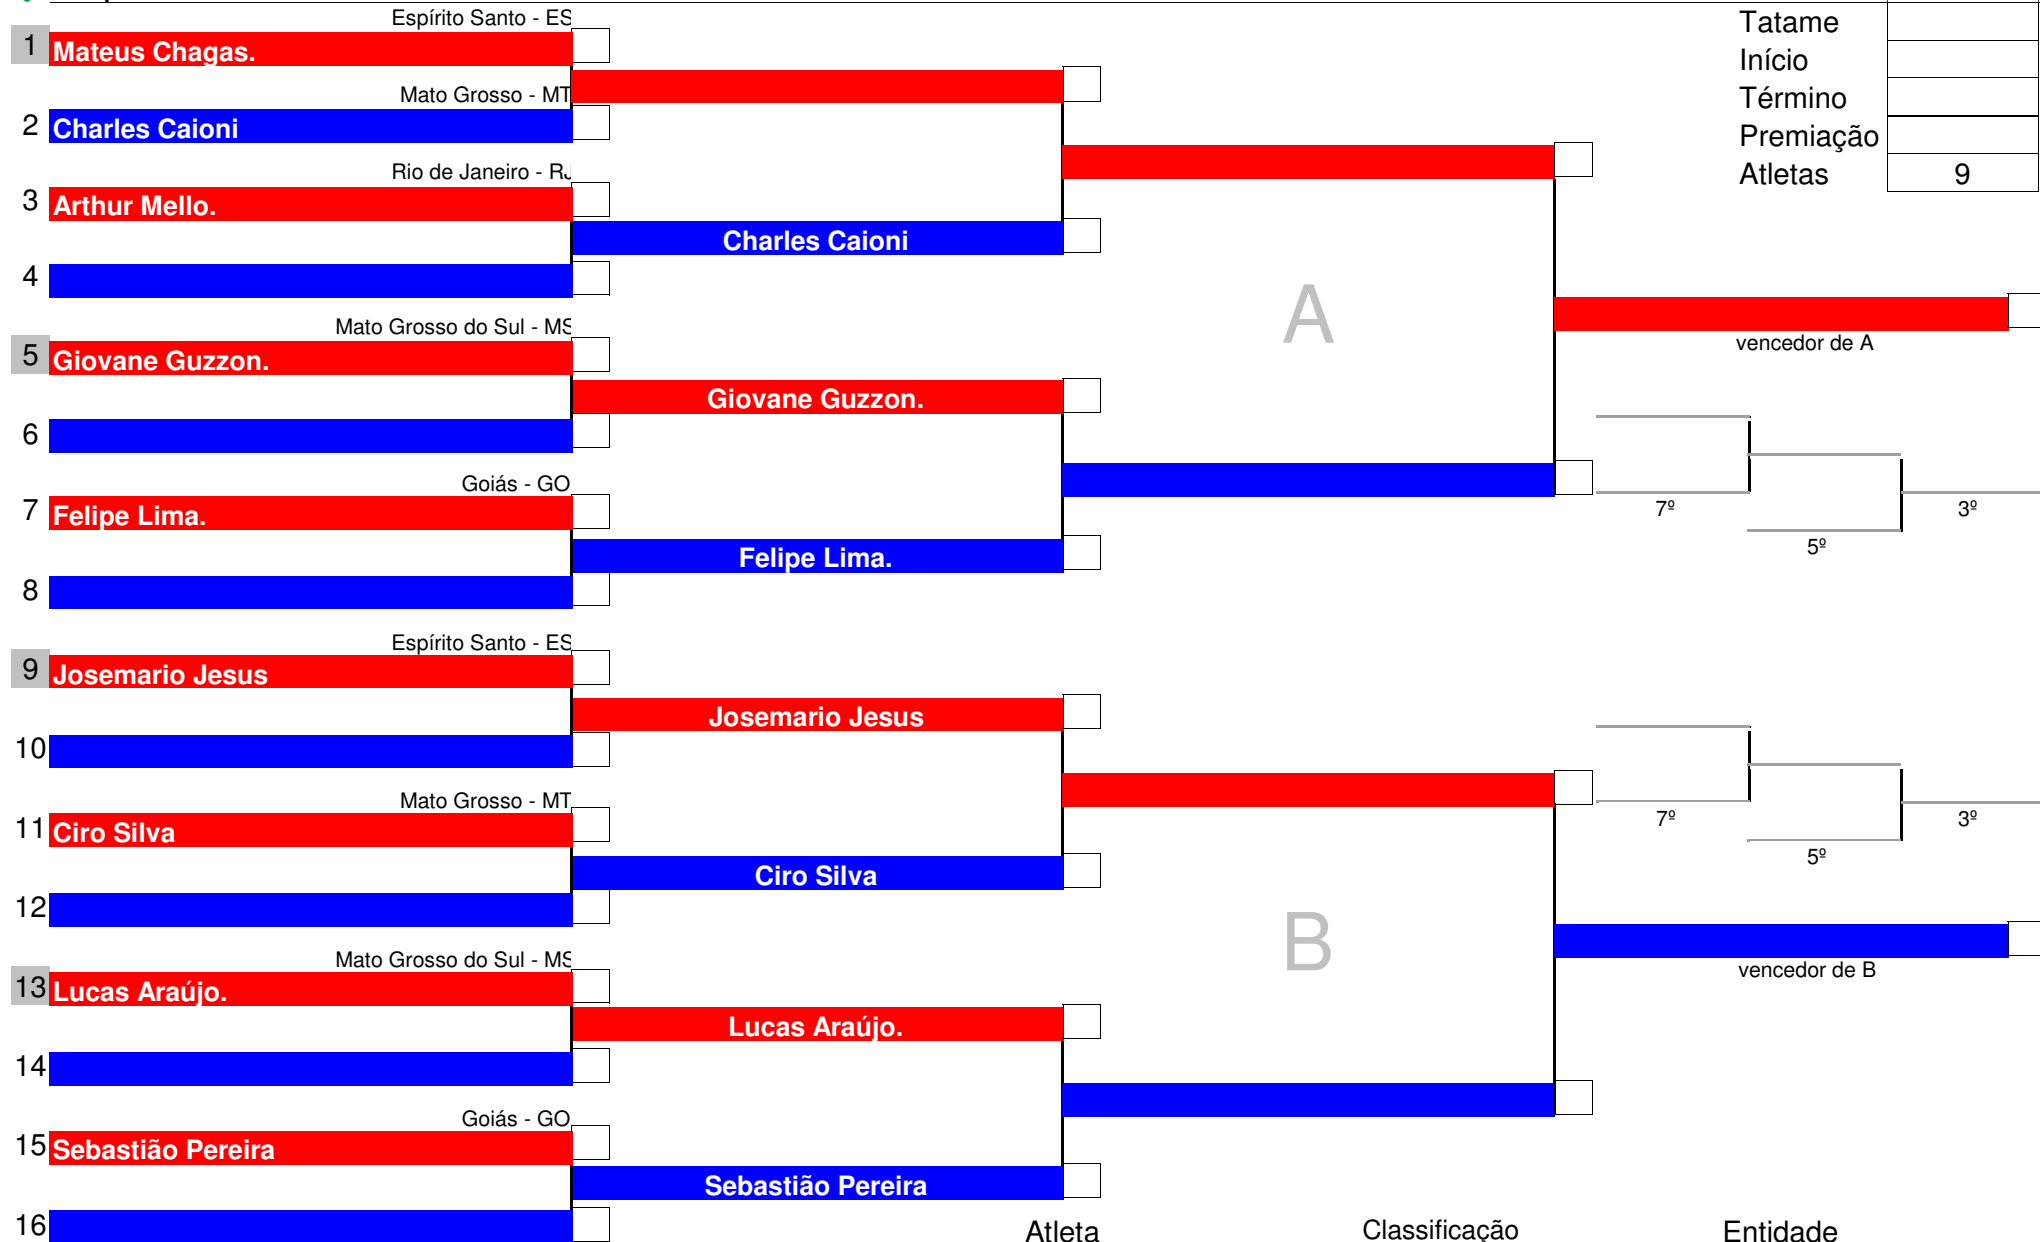 Espírito Santo - ES
1 Mateus Chagas.
Mato Grosso - MT
2 Charles Caioni
Rio de Janeiro - RJ
3 Arthur Mello.
Charles Caioni
4
Mato Grosso do Sul - MS
5 Giovane Guzzon.
Giovane Guzzon.
6
Goiás - GO
7 Felipe Lima.
Felipe Lima.
8
Espírito Santo - ES
9 Josemario Jesus
Josemario Jesus
10
Mato Grosso - MT
11 Ciro Silva
Ciro Silva
12
Mato Grosso do Sul - MS
13 Lucas Araújo.
Lucas Araújo.
14
Goiás - GO
15 Sebastião Pereira
Sebastião Pereira
16
A
B
Tatame
Início
Término
Premiação
Atletas 9
vencedor de A
7º
3º
5º
7º
3º
5º
vencedor de B
Atleta Classificação Entidade